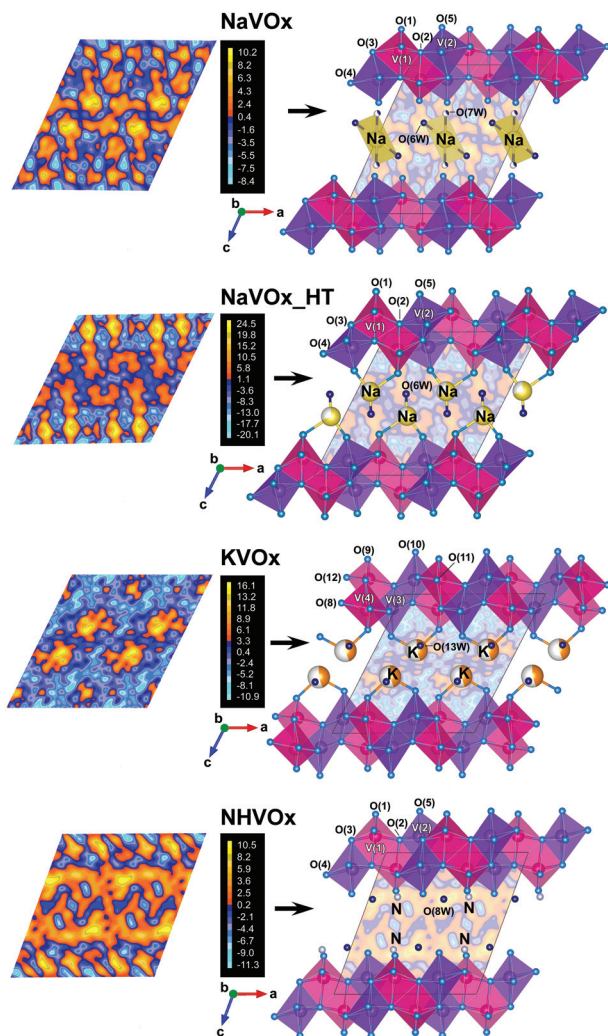 NaVOx
10.2
8.2
6.3
4.3
2.4
0.4
-1.6
-3.5
-5.5
-7.5
-8.4
b
a
c
O(1)
O(5)
O(3)
O(2)
V(2)
V(1)
O(4)
O(7W)
Na
Na
Na
O(6W)
NaVOx_HT
24.5
19.8
15.2
10.5
5.8
1.1
-3.6
-8.3
-13.0
-17.7
-20.1
b
a
c
O(1)
O(5)
O(2)
O(3)
V(1)
V(2)
O(4)
O(6W)
Na
Na
Na
Na
KVOx
16.1
13.2
11.8
8.9
3.3
0.4
-2.4
-5.2
-8.1
-10.9
b
a
c
O(9)
O(10)
O(11)
O(12)
O(8)
V(4)
V(3)
O(13W)
K
K
K
K
NHVOx
10.5
8.4
5.8
3.6
2.5
0.2
-2.1
-4.4
-6.7
-9.0
-11.3
b
a
c
O(1)
O(5)
O(3)
O(2)
V(2)
V(1)
O(4)
O(8W)
N
N
N
N